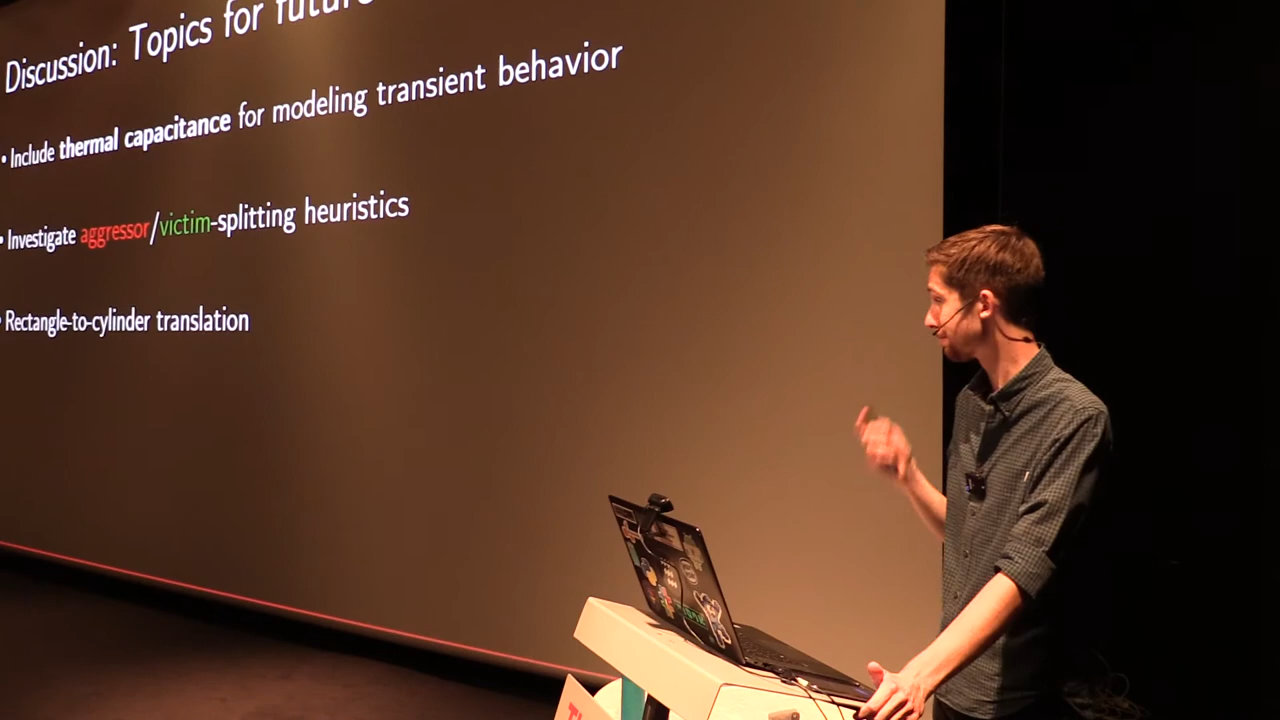 Discussion: Topics for future
• Include thermal capacitance for modeling transient behavior
• Investigate aggressor/victim-splitting heuristics
• Rectangle-to-cylinder translation